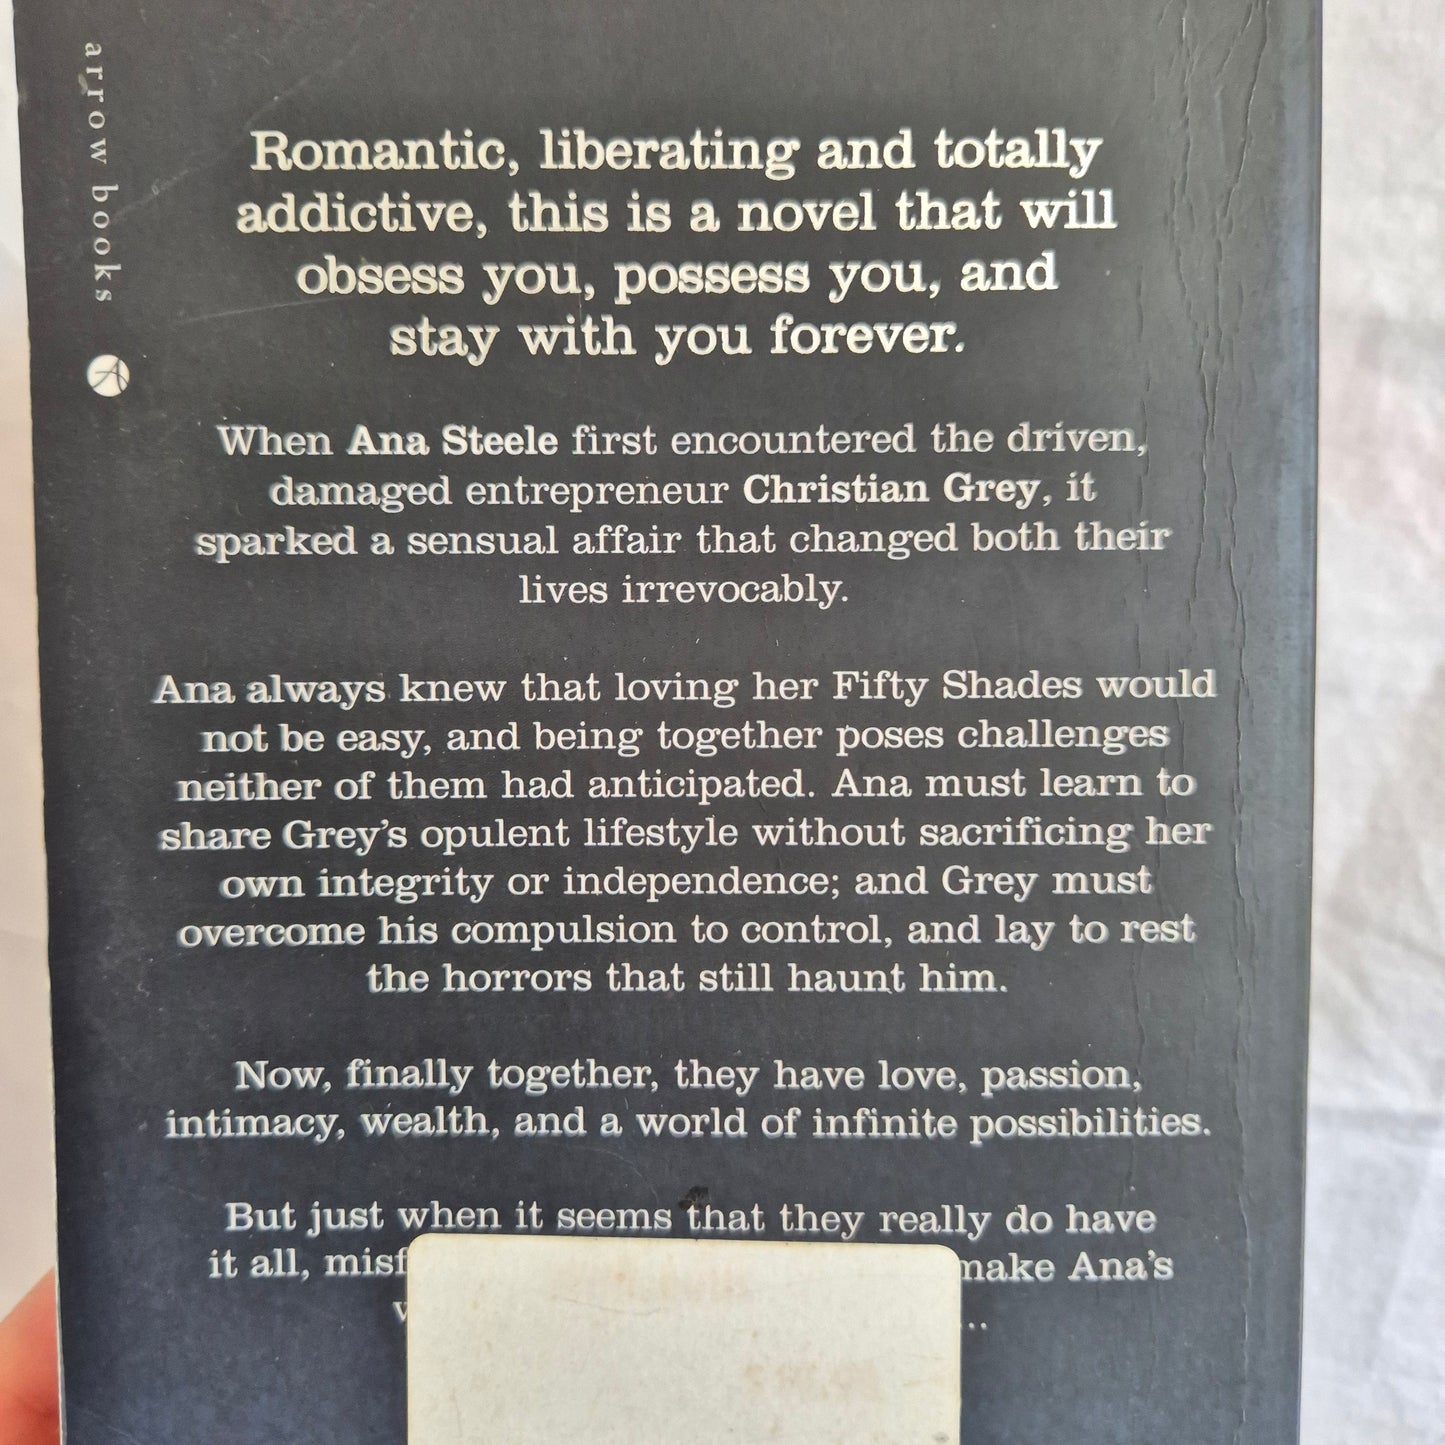 arrow books
Romantic, liberating and totally
addictive, this is a novel that will
obsess you, possess you, and
stay with you forever.
When Ana Steele first encountered the driven,
damaged entrepreneur Christian Grey, it
sparked a sensual affair that changed both their
lives irrevocably.
Ana always knew that loving her Fifty Shades would
not be easy, and being together poses challenges
neither of them had anticipated. Ana must learn to
share Grey's opulent lifestyle without sacrificing her
own integrity or independence; and Grey must
overcome his compulsion to control, and lay to rest
the horrors that still haunt him.
Now, finally together, they have love, passion,
intimacy, wealth, and a world of infinite possibilities.
But just when it seems that they really do have
it all, make Ana's